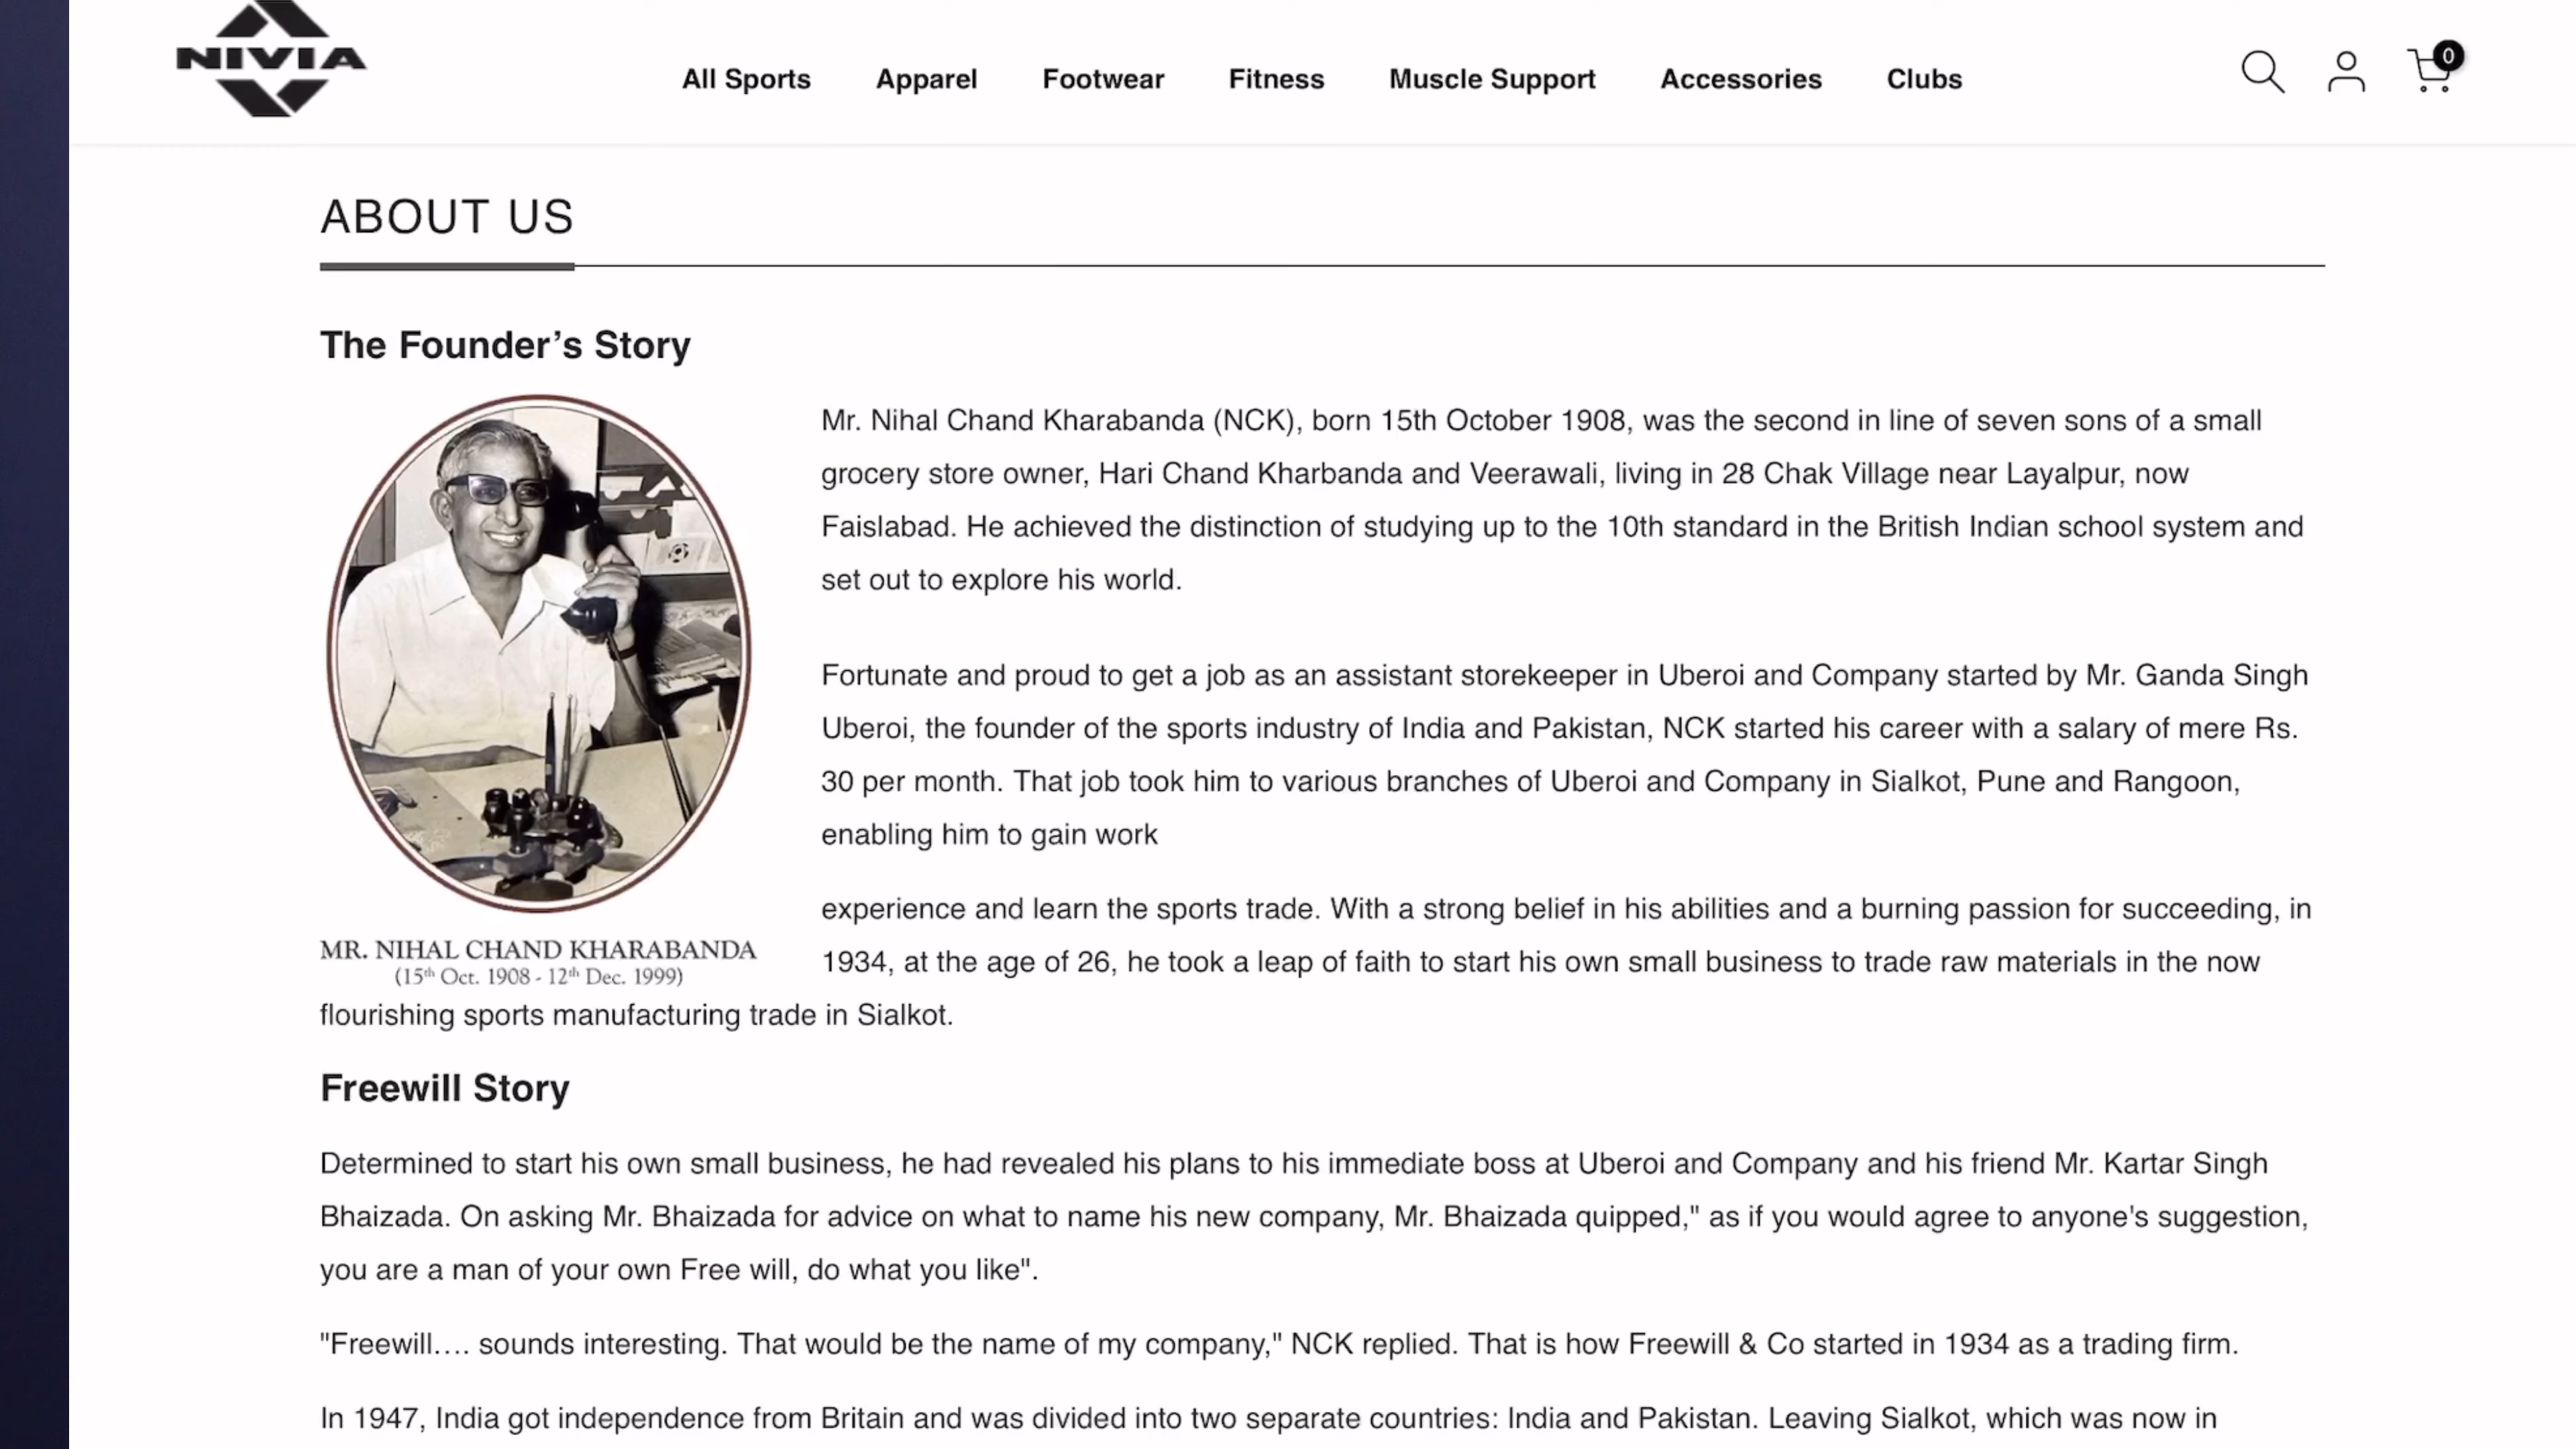 NIVIA
All Sports Apparel Footwear Fitness Muscle Support Accessories Clubs
0
ABOUT US
The Founder’s Story
Mr. Nihal Chand Kharabanda (NCK), born 15th October 1908, was the second in line of seven sons of a small
grocery store owner, Hari Chand Kharbanda and Veerawali, living in 28 Chak Village near Layalpur, now
Faislabad. He achieved the distinction of studying up to the 10th standard in the British Indian school system and
set out to explore his world.
Fortunate and proud to get a job as an assistant storekeeper in Uberoi and Company started by Mr. Ganda Singh
Uberoi, the founder of the sports industry of India and Pakistan, NCK started his career with a salary of mere Rs.
30 per month. That job took him to various branches of Uberoi and Company in Sialkot, Pune and Rangoon,
enabling him to gain work
experience and learn the sports trade. With a strong belief in his abilities and a burning passion for succeeding, in
1934, at the age of 26, he took a leap of faith to start his own small business to trade raw materials in the now
MR. NIHAL CHAND KHARABANDA
(15th Oct. 1908 - 12th Dec. 1999)
flourishing sports manufacturing trade in Sialkot.
Freewill Story
Determined to start his own small business, he had revealed his plans to his immediate boss at Uberoi and Company and his friend Mr. Kartar Singh
Bhaizada. On asking Mr. Bhaizada for advice on what to name his new company, Mr. Bhaizada quipped," as if you would agree to anyone's suggestion,
you are a man of your own Free will, do what you like".
"Freewill.... sounds interesting. That would be the name of my company," NCK replied. That is how Freewill & Co started in 1934 as a trading firm.
In 1947, India got independence from Britain and was divided into two separate countries: India and Pakistan. Leaving Sialkot, which was now in